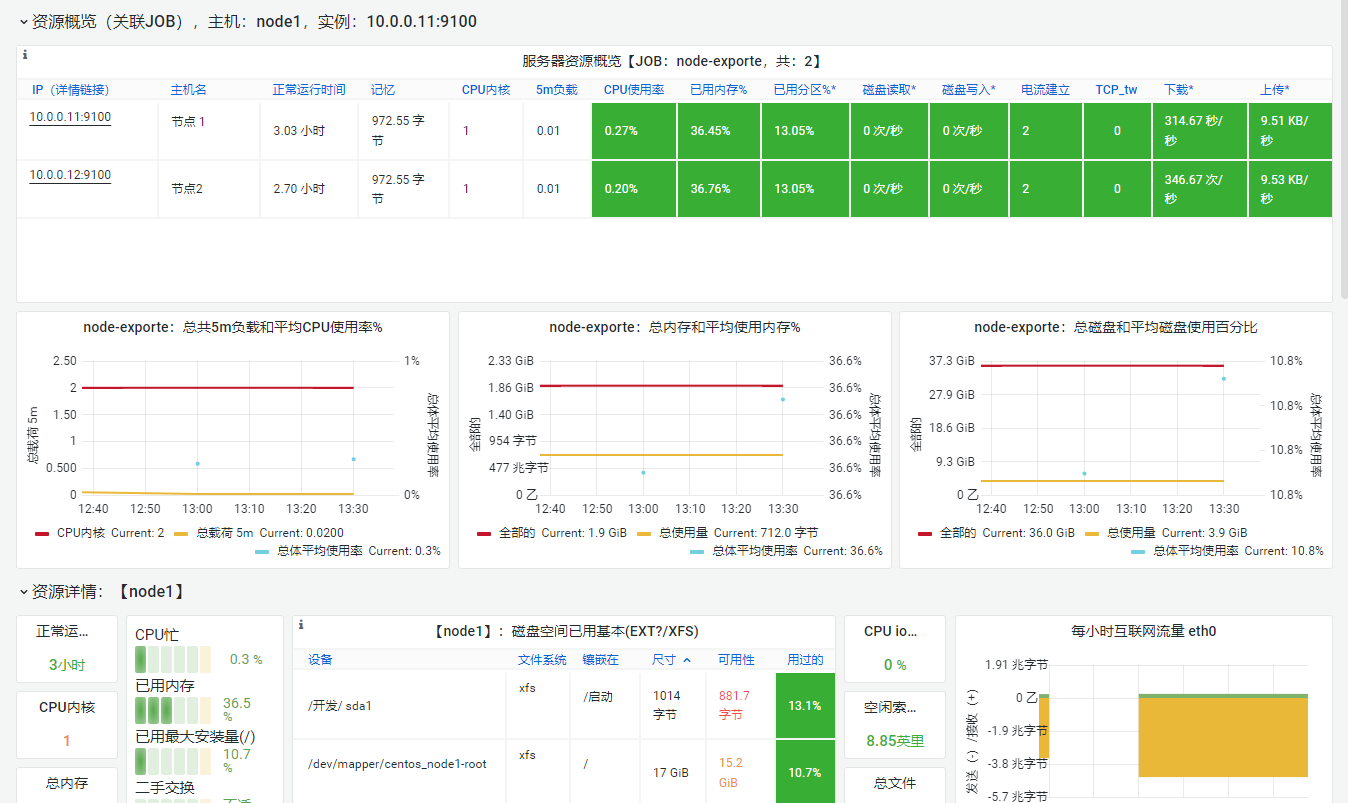 资源概览（关联JOB），主机：node1，实例：10.0.0.11:9100
服务器资源概览【JOB：node-exporte，共：2】
IP（详情链接） 主机名 正常运行时间 记忆 CPU内核 5m负载 CPU使用率 已用内存% 已用分区%* 磁盘读取* 磁盘写入* 电流建立 TCP_tw 下载* 上传*
10.0.0.11:9100 节点 1 3.03 小时 972.55 字节 1 0.01 0.27% 36.45% 13.05% 0 次/秒 0 次/秒 2 0 314.67 秒/秒 9.51 KB/秒
10.0.0.12:9100 节点2 2.70 小时 972.55 字节 1 0.01 0.20% 36.76% 13.05% 0 次/秒 0 次/秒 2 0 346.67 次/秒 9.53 KB/秒
node-exporte：总共5m负载和平均CPU使用率%
总载荷 5m
2.50
2
1.50
1
0.500
0
1%
0%
总体平均使用率
12:40 12:50 13:00 13:10 13:20 13:30
CPU内核 Current: 2 总载荷 5m Current: 0.0200
总体平均使用率 Current: 0.3%
node-exporte：总内存和平均使用内存%
全部的
2.33 GiB
1.86 GiB
1.40 GiB
954 字节
477 兆字节
0 乙
36.6%
36.6%
36.6%
36.6%
36.6%
36.6%
总体平均使用率
12:40 12:50 13:00 13:10 13:20 13:30
全部的 Current: 1.9 GiB 总使用量 Current: 712.0 字节
总体平均使用率 Current: 36.6%
node-exporte：总磁盘和平均磁盘使用百分比
全部的
37.3 GiB
27.9 GiB
18.6 GiB
9.3 GiB
0 乙
10.8%
10.8%
10.8%
10.8%
总体平均使用率
12:40 12:50 13:00 13:10 13:20 13:30
全部的 Current: 36.0 GiB 总使用量 Current: 3.9 GiB
总体平均使用率 Current: 10.8%
资源详情：【node1】
正常运...
3小时
CPU内核
1
总内存
CPU忙
0.3 %
已用内存
36.5
%
已用最大安装量(/)
10.7
%
二手交换
【node1】：磁盘空间已用基本(EXT?/XFS)
设备 文件系统 镶嵌在 尺寸 可用性 用过的
/开发/ sda1 xfs /启动 1014 字节 881.7 字节 13.1%
/dev/mapper/centos_node1-root xfs / 17 GiB 15.2 GiB 10.7%
CPU io...
0 %
空闲索...
8.85英里
总文件
每小时互联网流量 eth0
发送（-）/接收（+）
1.91 兆字节
0 乙
-1.9 兆字节
-3.8 兆字节
-5.7 兆字节